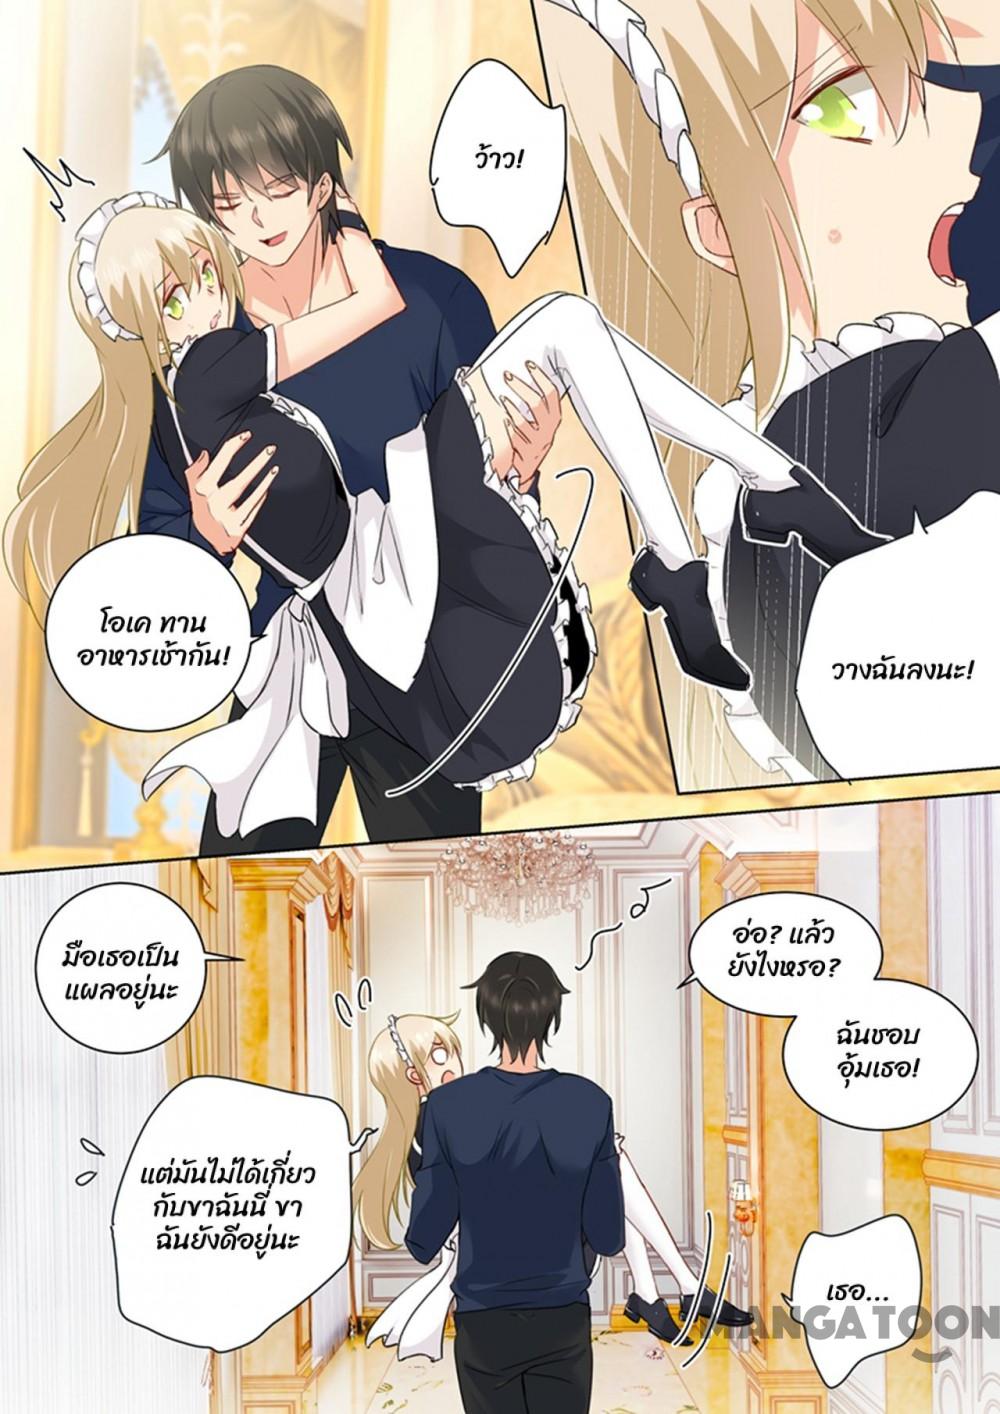 ว้าว!
โอเค ทาน
อาหารเช้ากัน!
วางฉันลงนะ!
มือเธอเป็น
แผลอยู่นะ
อ่อ? แล้ว
ยังไงหรอ?
ฉันชอบ
อุ้มเธอ!
แต่มันไม่ได้เกี่ยว
กับขาฉันนี่ ขา
ฉันยังดีอยู่นะ
เธอ...
MANGATOON